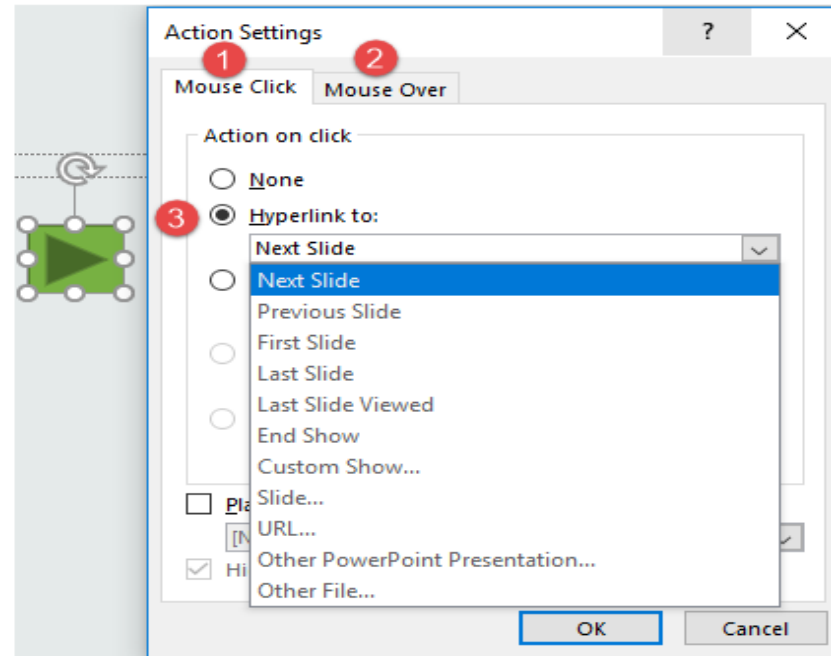 Action Settings
?
1
2
Mouse Click
Mouse Over
Action on click
None
3
Hyperlink to:
Next Slide
Next Slide
Previous Slide
First Slide
Last Slide
Last Slide Viewed
End Show
Custom Show...
Slide...
URL...
Other PowerPoint Presentation...
Other File...
OK
Cancel